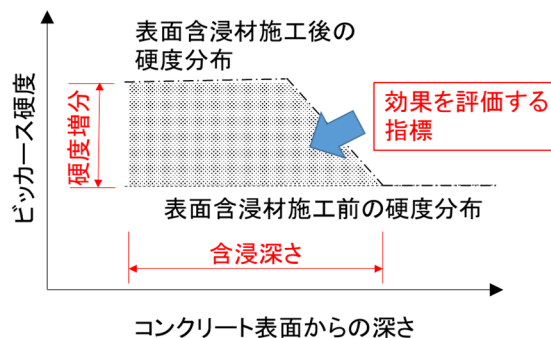 表面含浸材施工後の
硬度分布
効果を評価する
指標
ビッカース硬度
硬度増分
表面含浸材施工前の硬度分布
含浸深さ
コンクリート表面からの深さ